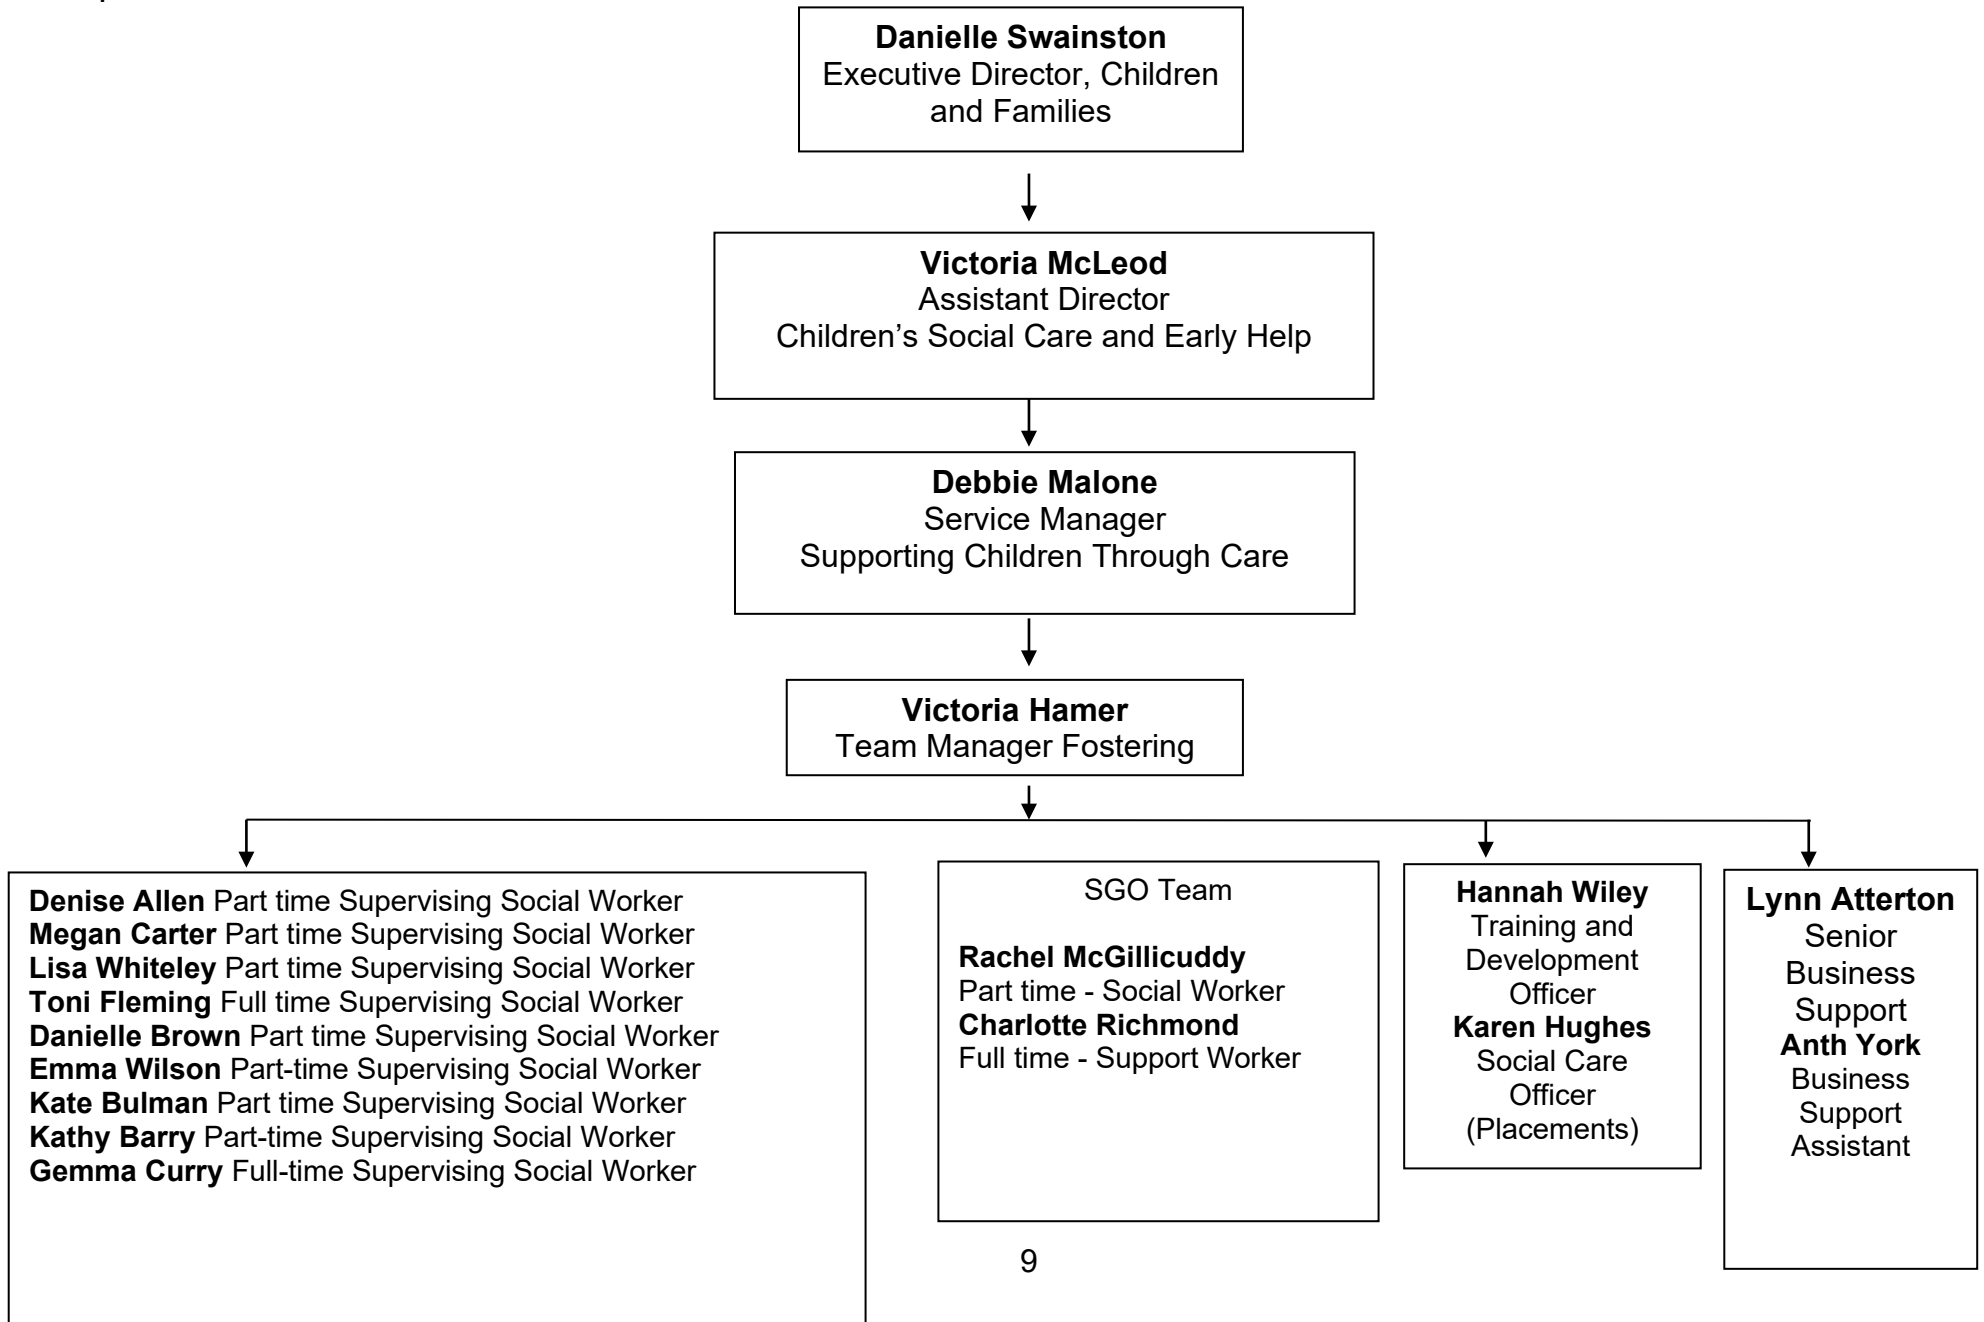 Danielle Swainston
Executive Director, Children
and Families
Victoria McLeod
Assistant Director
Children’s Social Care and Early Help
Debbie Malone
Service Manager
Supporting Children Through Care
Victoria Hamer
Team Manager Fostering
Denise Allen Part time Supervising Social Worker
Megan Carter Part time Supervising Social Worker
Lisa Whiteley Part time Supervising Social Worker
Toni Fleming Full time Supervising Social Worker
Danielle Brown Part time Supervising Social Worker
Emma Wilson Part-time Supervising Social Worker
Kate Bulman Part time Supervising Social Worker
Kathy Barry Part-time Supervising Social Worker
Gemma Curry Full-time Supervising Social Worker
SGO Team
Rachel McGillicuddy
Part time - Social Worker
Charlotte Richmond
Full time - Support Worker
Hannah Wiley
Training and
Development
Officer
Karen Hughes
Social Care
Officer
(Placements)
Lynn Atterton
Senior
Business
Support
Anth York
Business
Support
Assistant
9